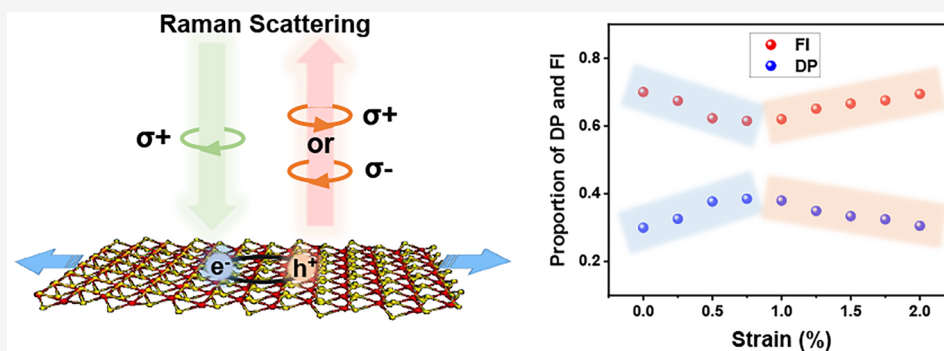 Raman Scattering
σ+
σ+
or
σ-
e-
h+
Proportion of DP and FI
0.8
0.6
0.4
0.2
FI
DP
0.0 0.5 1.0 1.5 2.0
Strain (%)